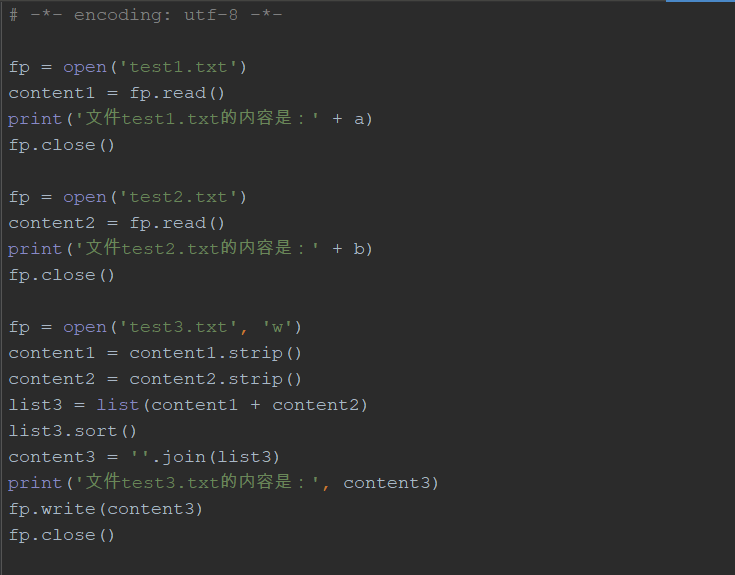 # -*- encoding: utf-8 -*-
fp = open('test1.txt')
content1 = fp.read()
print('文件test1.txt的内容是：' + a)
fp.close()
fp = open('test2.txt')
content2 = fp.read()
print('文件test2.txt的内容是：' + b)
fp.close()
fp = open('test3.txt', 'w')
content1 = content1.strip()
content2 = content2.strip()
list3 = list(content1 + content2)
list3.sort()
content3 = ''.join(list3)
print('文件test3.txt的内容是：', content3)
fp.write(content3)
fp.close()